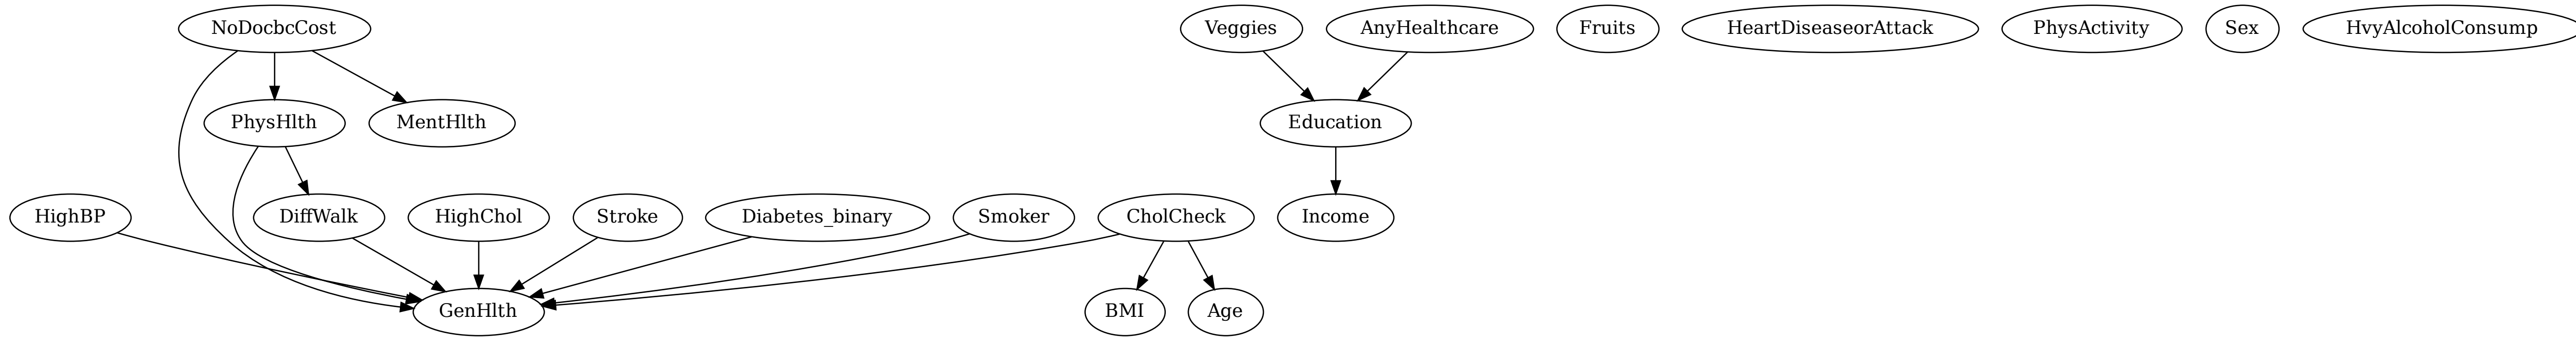 NoDocbcCost
Veggies
AnyHealthcare
Fruits
HeartDiseaseorAttack
PhysActivity
Sex
HvyAlcoholConsump
PhysHlth
MentHlth
Education
HighBP
DiffWalk
HighChol
Stroke
Diabetes_binary
Smoker
CholCheck
Income
GenHlth
BMI
Age